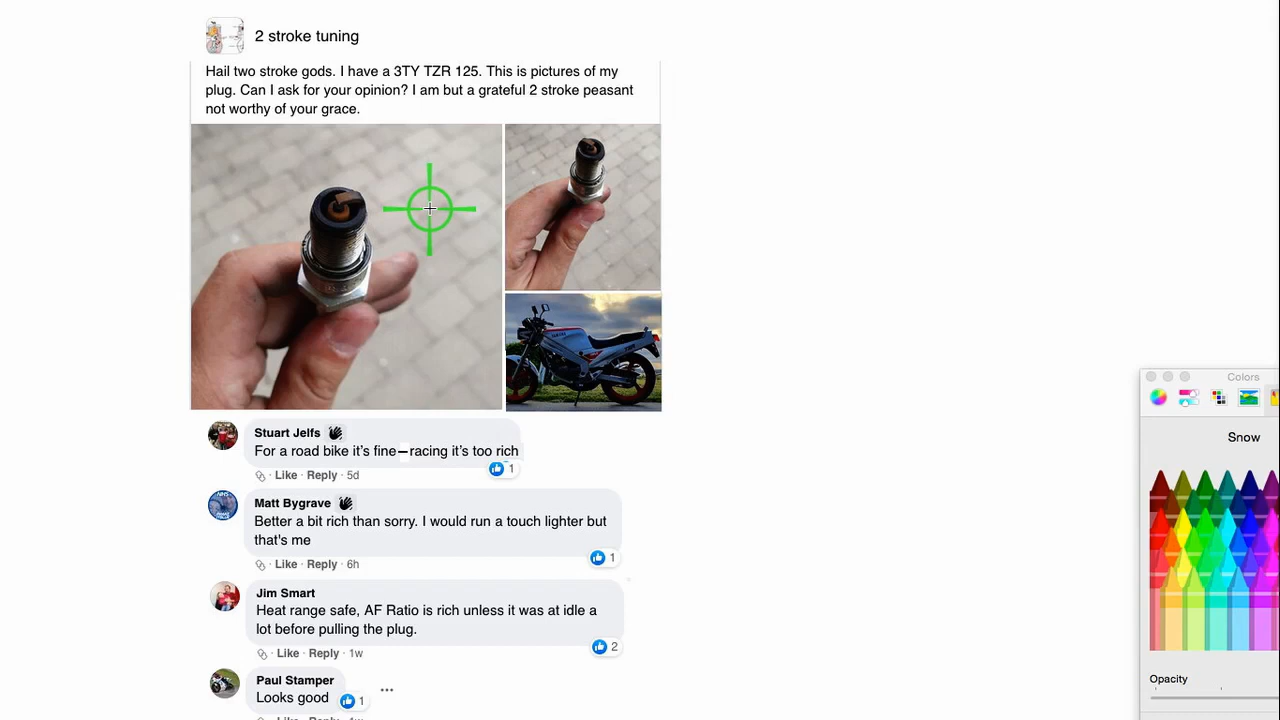 2 stroke tuning
Hail two stroke gods. I have a 3TY TZR 125. This is pictures of my
plug. Can I ask for your opinion? I am but a grateful 2 stroke peasant
not worthy of your grace.
Stuart Jelfs
For a road bike it's fine – racing it's too rich
1
Like · Reply · 5d
Matt Bygrave
Better a bit rich than sorry. I would run a touch lighter but
that's me
1
Like · Reply · 6h
Jim Smart
Heat range safe, AF Ratio is rich unless it was at idle a
lot before pulling the plug.
2
Like · Reply · 1w
Paul Stamper
Looks good
1
Colors
Snow
Opacity